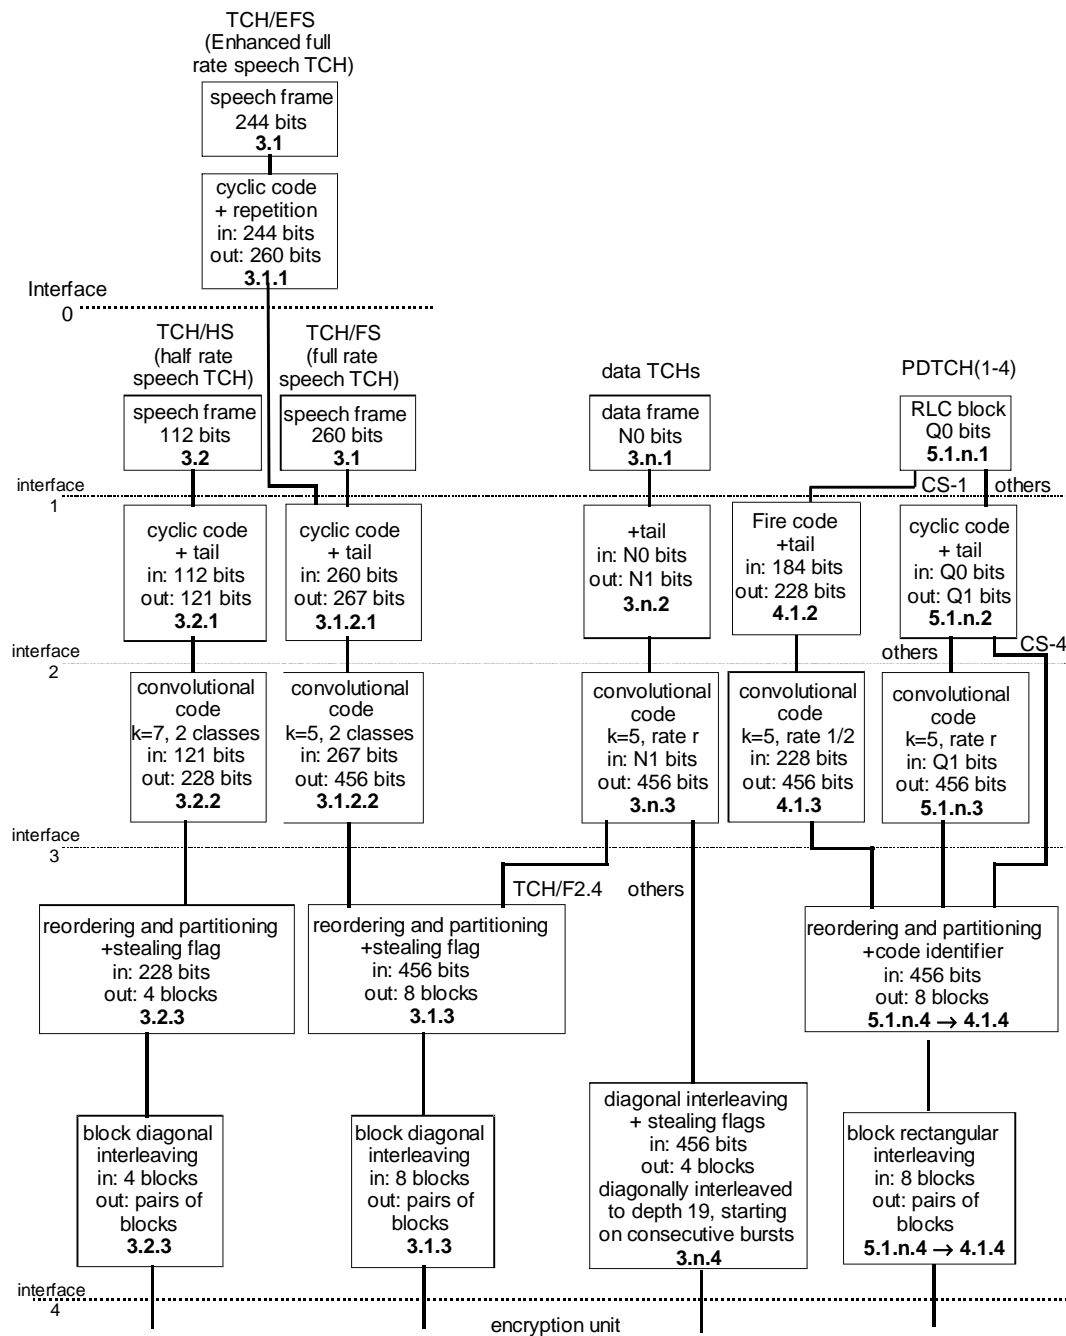 TCH/EFS
(Enhanced full
rate speech TCH)
speech frame
244 bits
3.1
cyclic code
+ repetition
in: 244 bits
out: 260 bits
3.1.1
Interface
0
TCH/HS
(half rate
speech TCH)
TCH/FS
(full rate
speech TCH)
data TCHs
PDTCH(1-4)
speech frame
112 bits
3.2
speech frame
260 bits
3.1
data frame
N0 bits
3.n.1
RLC block
Q0 bits
5.1.n.1
interface
1
CS-1
others
cyclic code
+ tail
in: 112 bits
out: 121 bits
3.2.1
cyclic code
+ tail
in: 260 bits
out: 267 bits
3.1.2.1
+tail
in: N0 bits
out: N1 bits
3.n.2
Fire code
+tail
in: 184 bits
out: 228 bits
4.1.2
cyclic code
+ tail
in: Q0 bits
out: Q1 bits
5.1.n.2
interface
2
others
CS-4
convolutional
code
k=7, 2 classes
in: 121 bits
out: 228 bits
3.2.2
convolutional
code
k=5, 2 classes
in: 267 bits
out: 456 bits
3.1.2.2
convolutional
code
k=5, rate r
in: N1 bits
out: 456 bits
3.n.3
convolutional
code
k=5, rate 1/2
in: 228 bits
out: 456 bits
4.1.3
convolutional
code
k=5, rate r
in: Q1 bits
out: 456 bits
5.1.n.3
interface
3
TCH/F2.4
others
reordering and partitioning
+stealing flag
in: 228 bits
out: 4 blocks
3.2.3
reordering and partitioning
+stealing flag
in: 456 bits
out: 8 blocks
3.1.3
reordering and partitioning
+code identifier
in: 456 bits
out: 8 blocks
5.1.n.4 → 4.1.4
block diagonal
interleaving
in: 4 blocks
out: pairs of
blocks
3.2.3
block diagonal
interleaving
in: 8 blocks
out: pairs of
blocks
3.1.3
diagonal interleaving
+ stealing flags
in: 456 bits
out: 4 blocks
diagonally interleaved
to depth 19, starting
on consecutive bursts
3.n.4
block rectangular
interleaving
in: 8 blocks
out: pairs of
blocks
5.1.n.4 → 4.1.4
interface
4
encryption unit